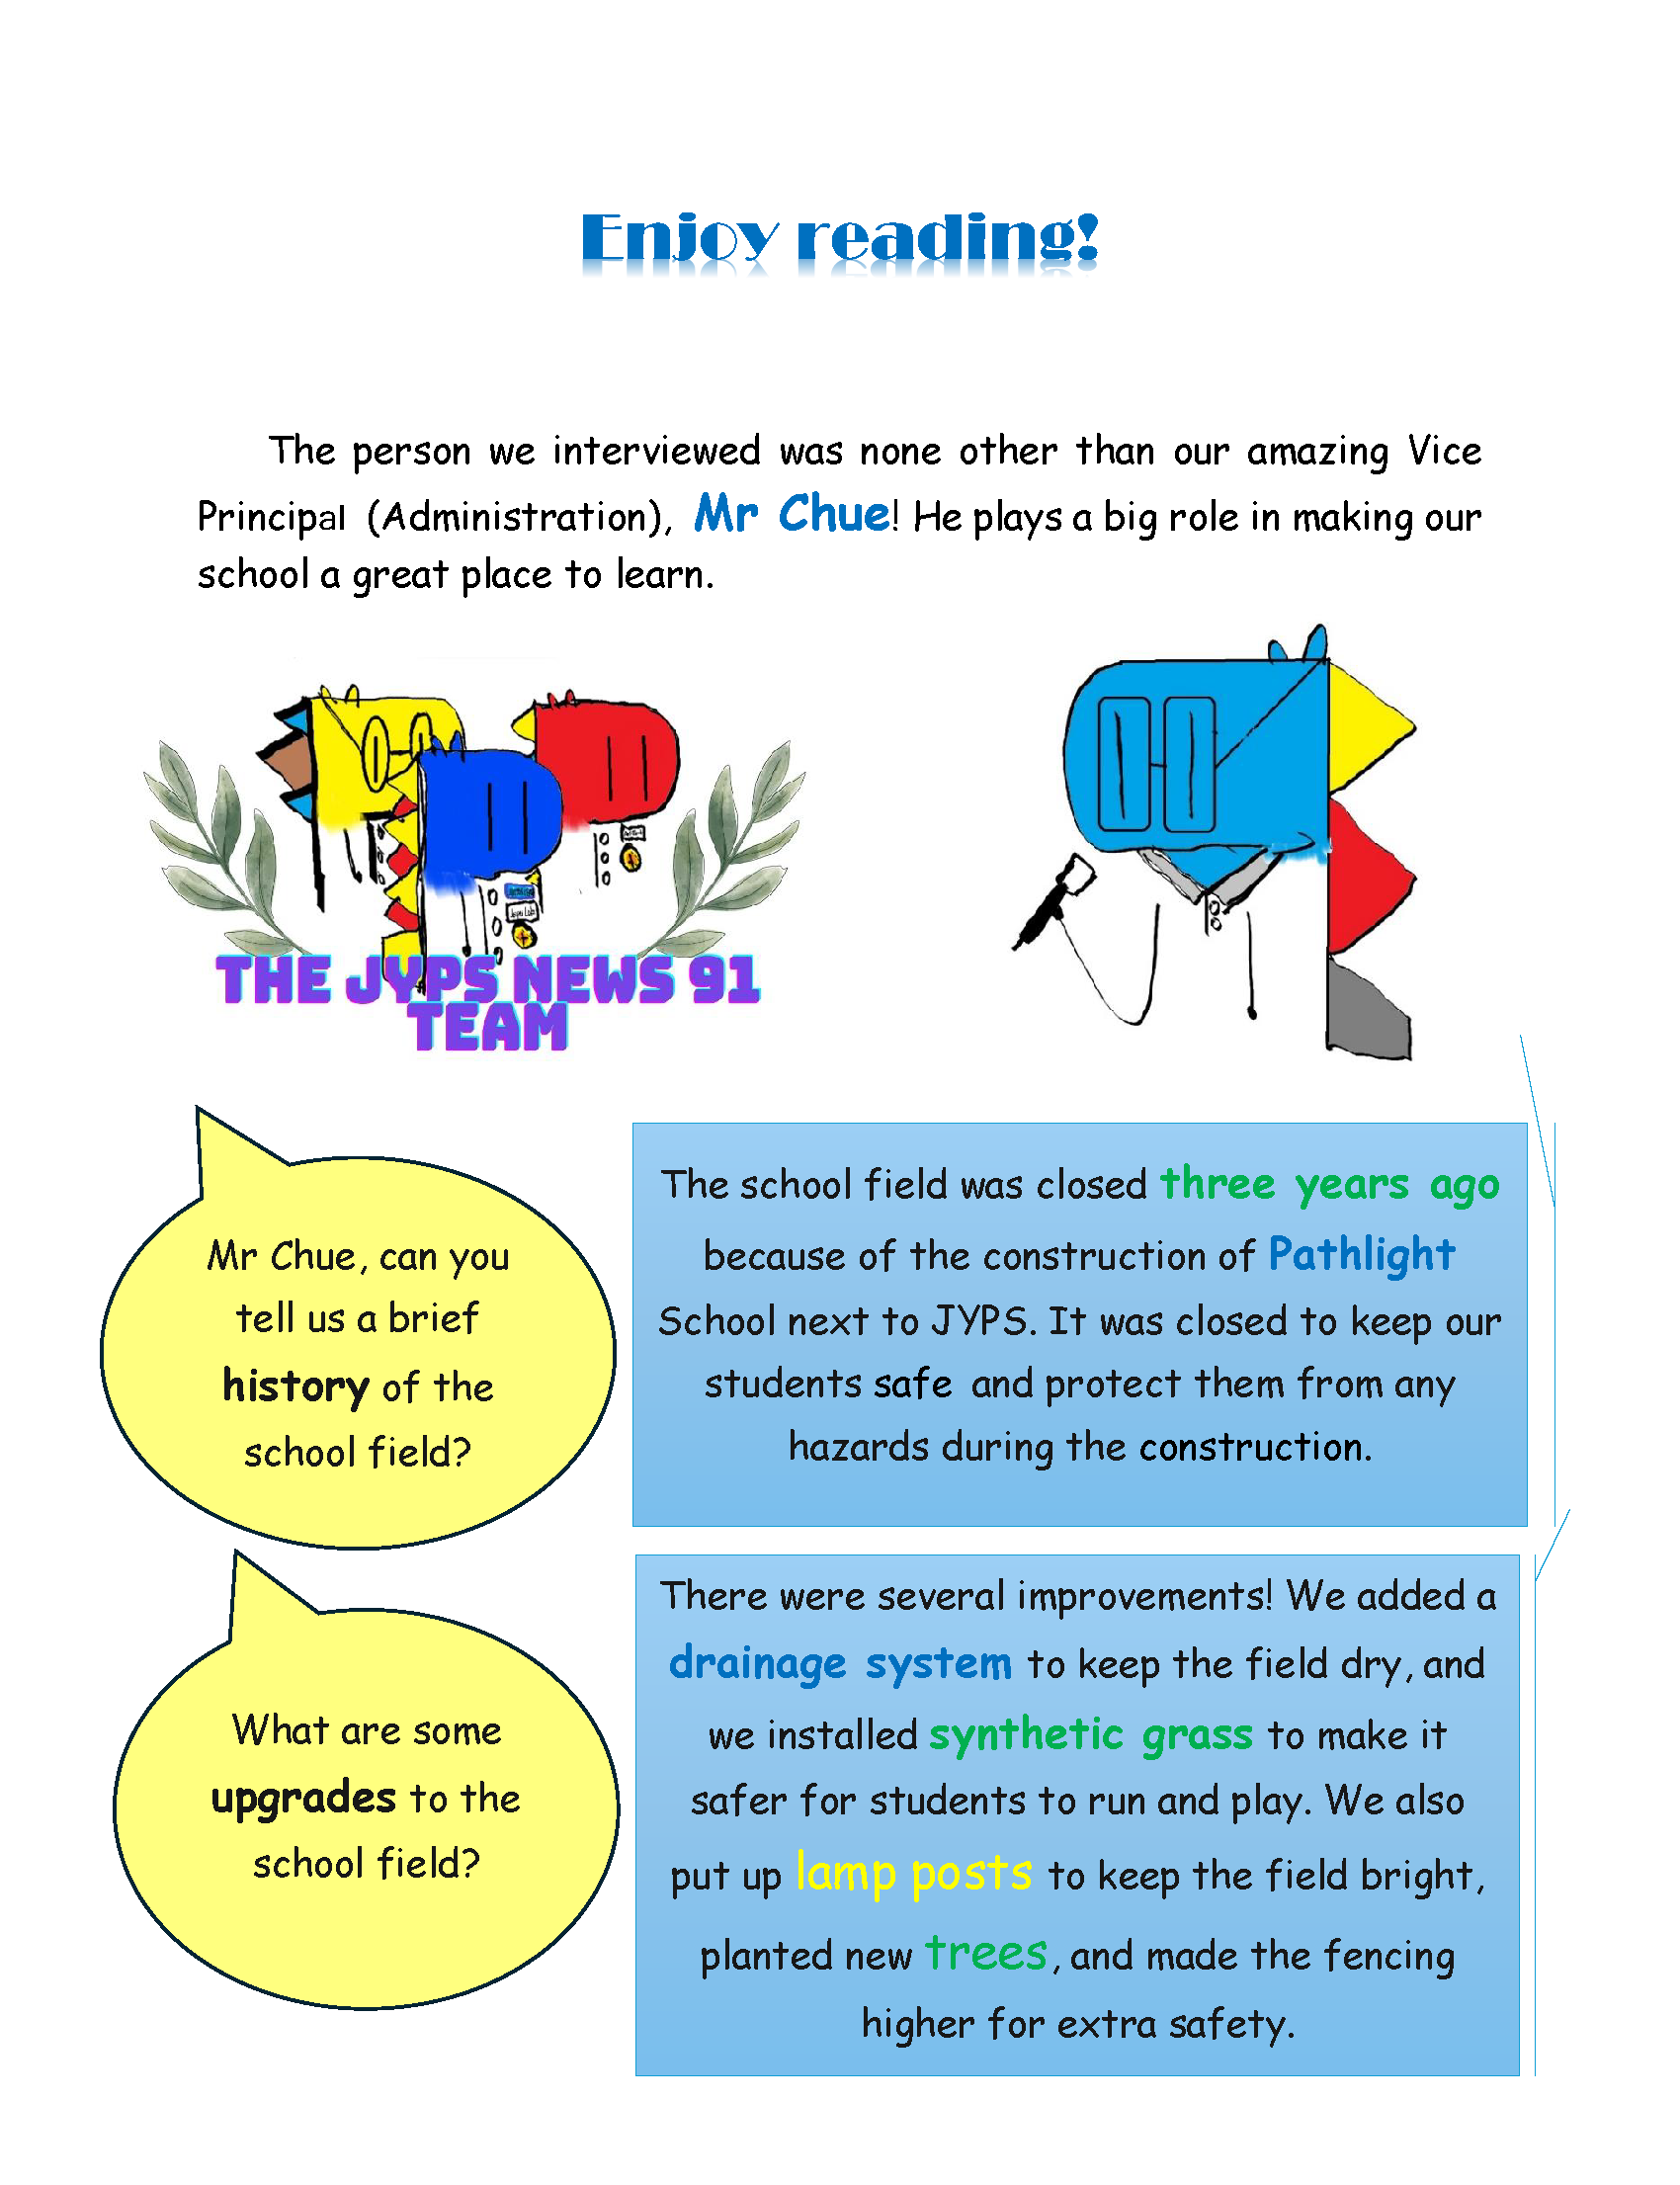 Enjoy reading!
The person we interviewed was none other than our amazing Vice
Principal (Administration), Mr Chue! He plays a big role in making our
school a great place to learn.
THE JYPS NEWS 91
TEAM
Mr Chue, can you
tell us a brief
history of the
school field?
The school field was closed three years ago
because of the construction of Pathlight
School next to JYPS. It was closed to keep our
students safe and protect them from any
hazards during the construction.
What are some
upgrades to the
school field?
There were several improvements! We added a
drainage system to keep the field dry, and
we installed synthetic grass to make it
safer for students to run and play. We also
put up lamp posts to keep the field bright,
planted new trees, and made the fencing
higher for extra safety.